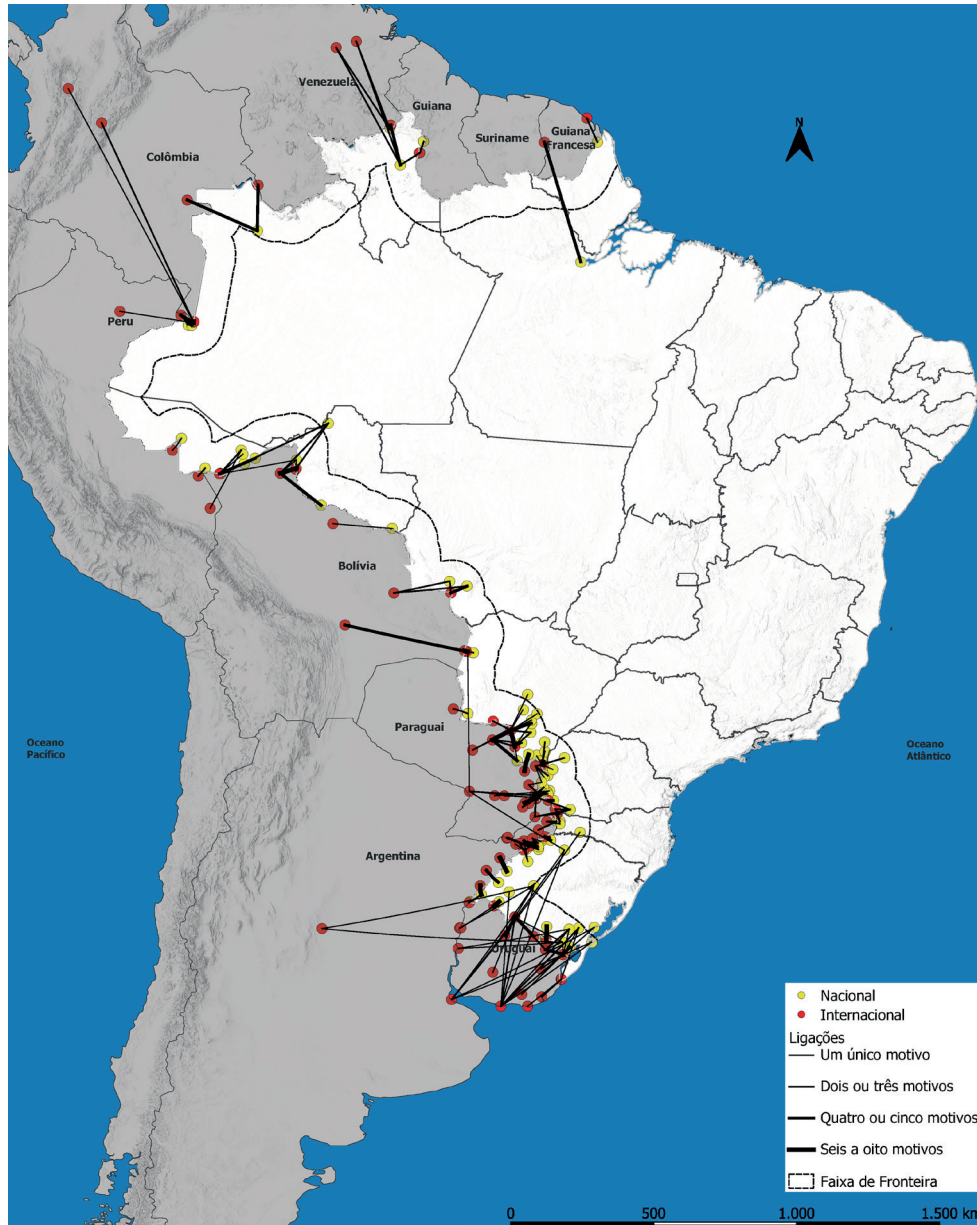 Venezuela
Guiana
Suriname
Guiana
Francesa
N
Colômbia
Peru
Bolívia
Paraguai
Oceano
Pacífico
Oceano
Atlântico
Argentina
Uruguai
Nacional
Internacional
Ligações
Um único motivo
Dois ou três motivos
Quatro ou cinco motivos
Seis a oito motivos
Faixa de Fronteira
0 500 1.000 1.500 km